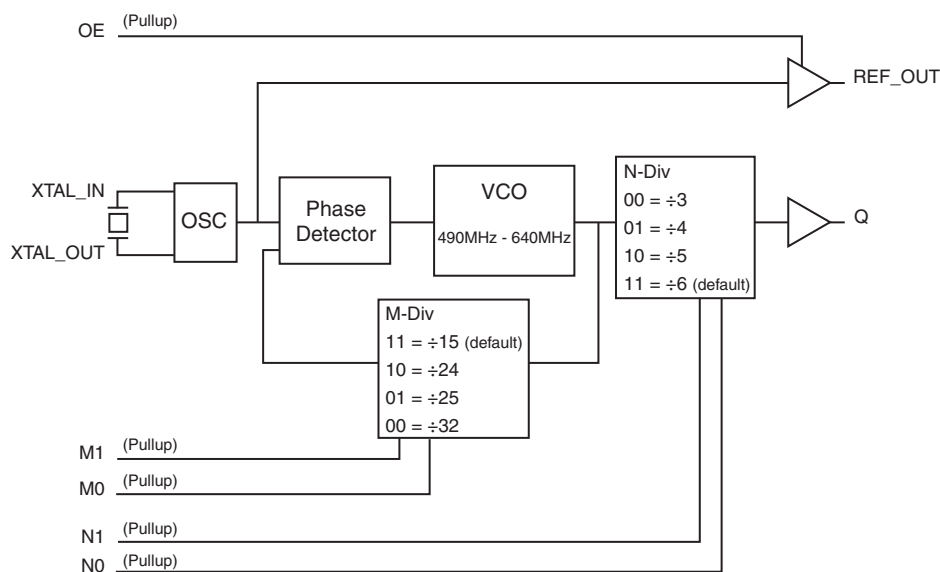 OE (Pullup)
REF_OUT
XTAL_IN
OSC
XTAL_OUT
Phase
Detector
VCO
490MHz - 640MHz
N-Div
00 = ÷3
01 = ÷4
10 = ÷5
11 = ÷6 (default)
Q
M-Div
11 = ÷15 (default)
10 = ÷24
01 = ÷25
00 = ÷32
M1 (Pullup)
M0 (Pullup)
N1 (Pullup)
N0 (Pullup)